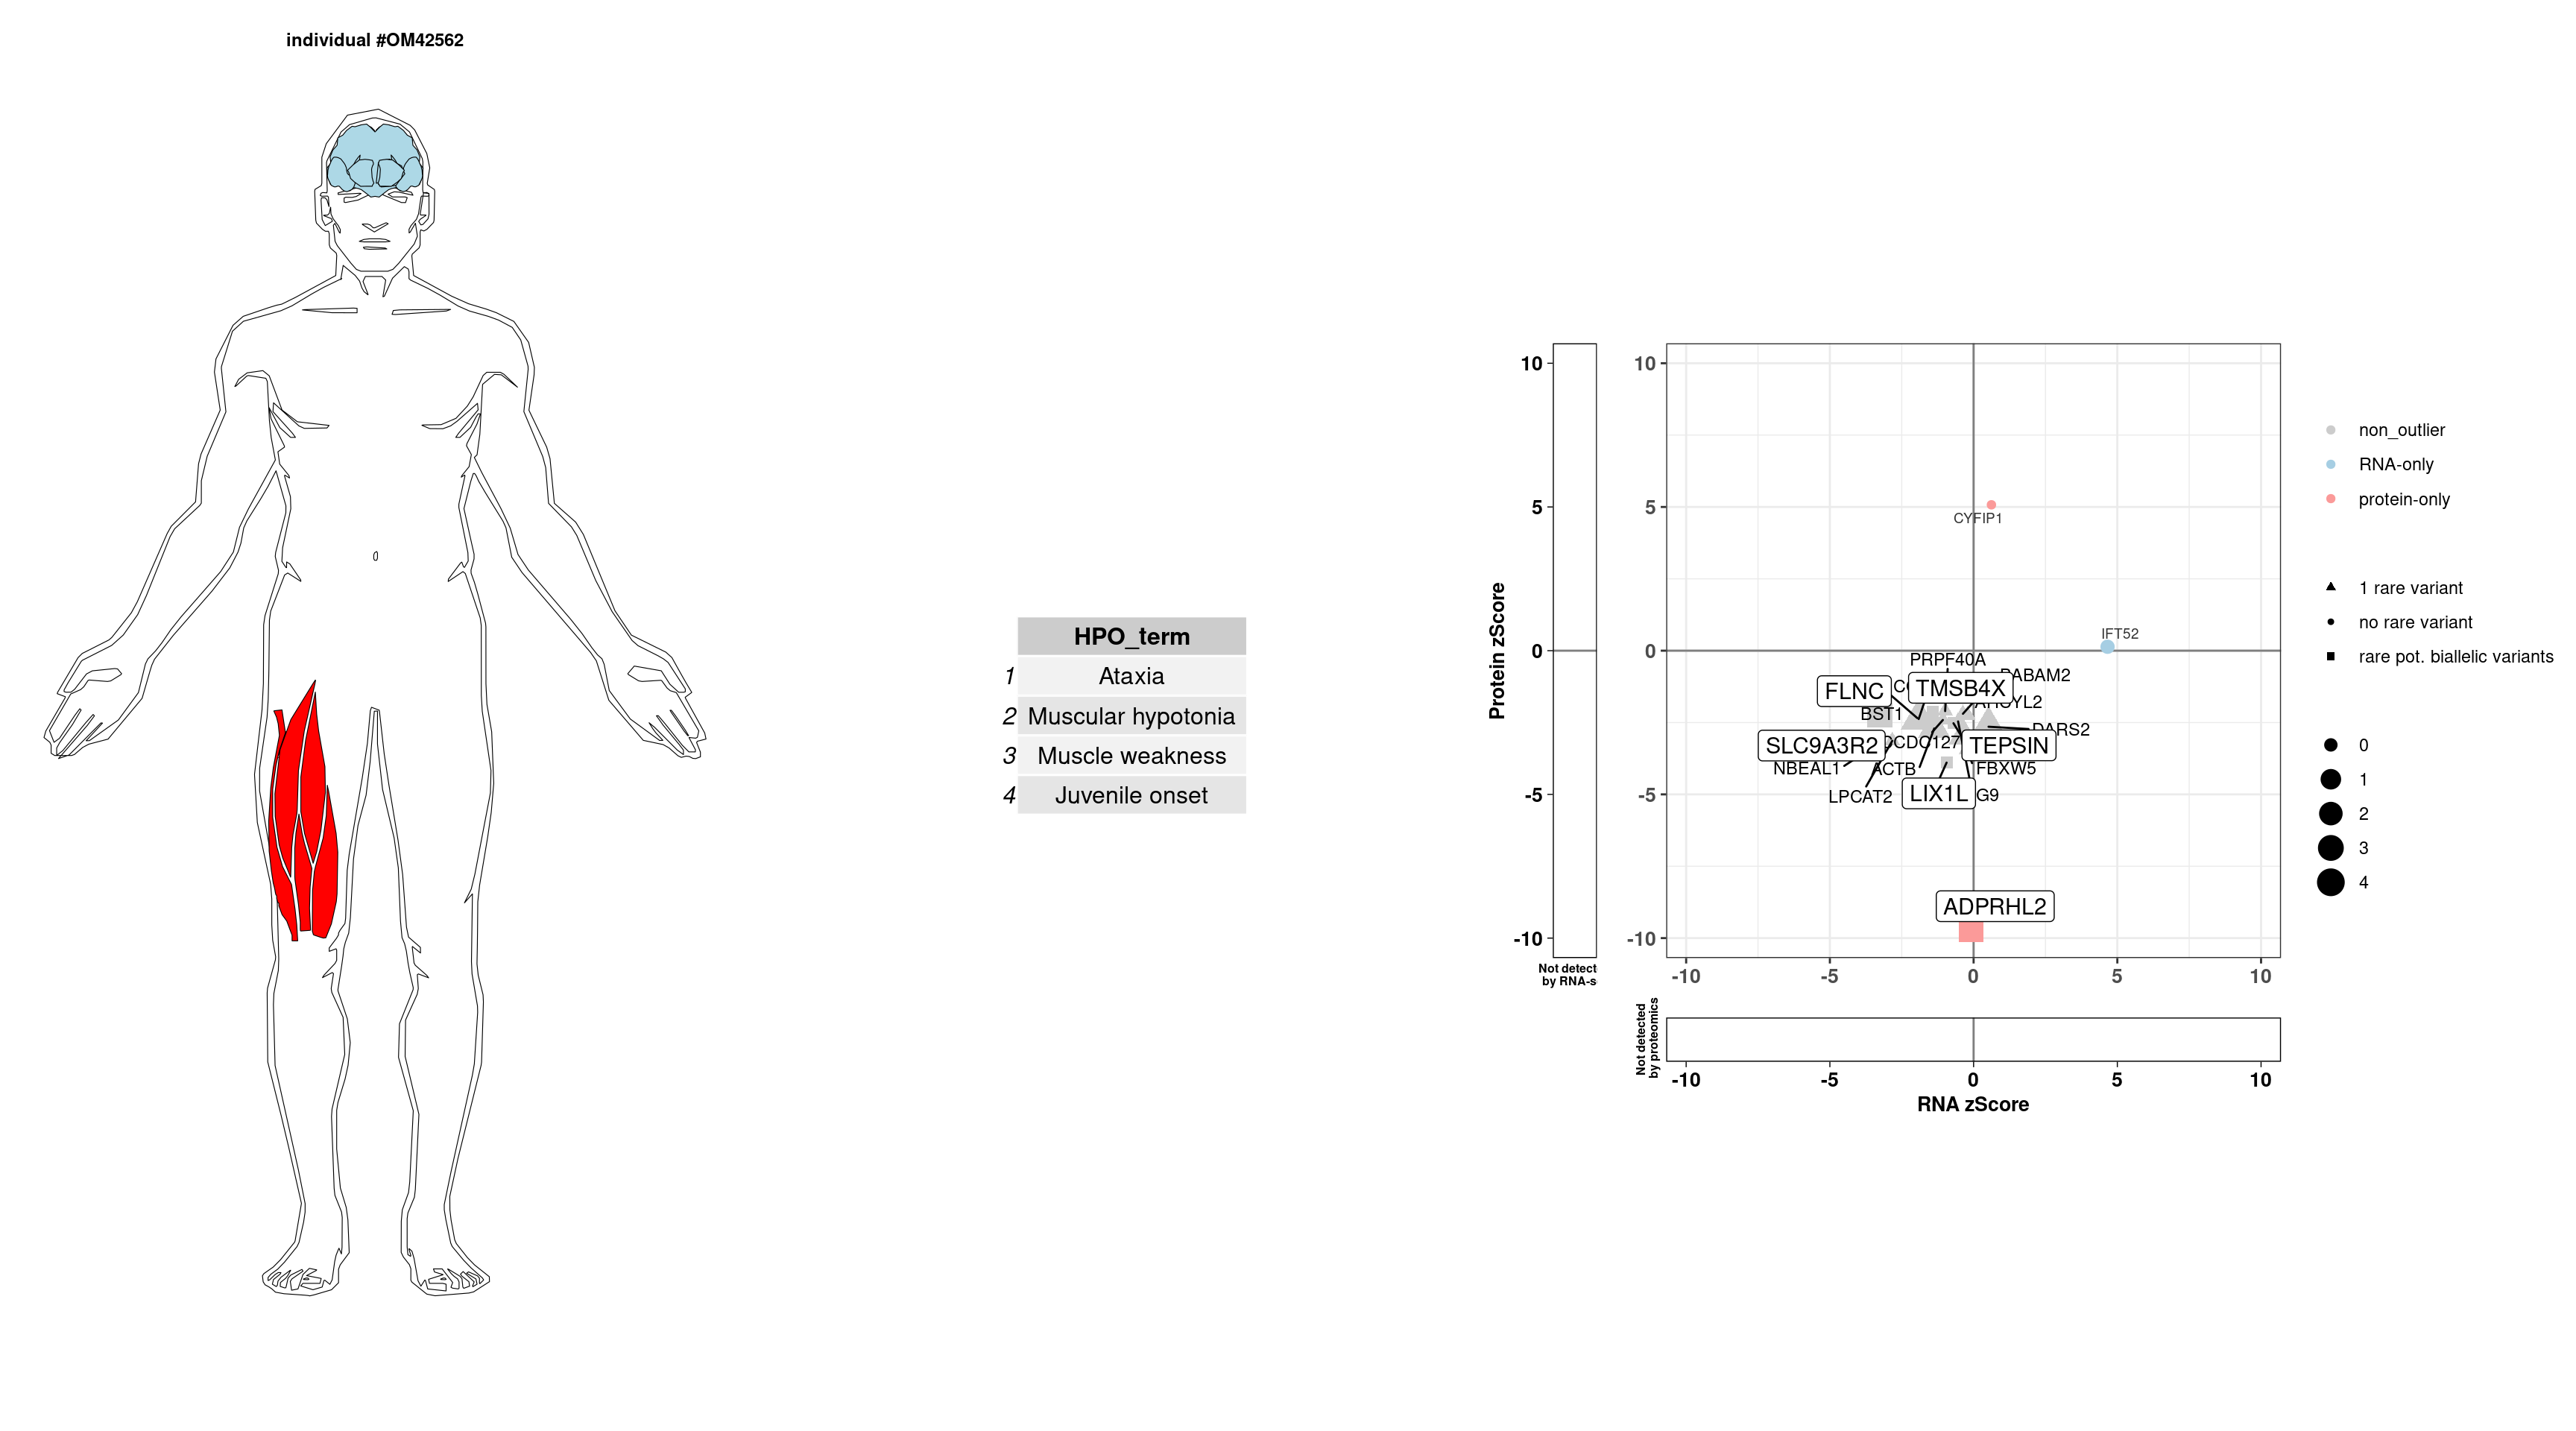 individual #OM42562
HPO_term
1 Ataxia
2 Muscular hypotonia
3 Muscle weakness
4 Juvenile onset
Protein zScore
10
5
0
-5
-10
Not detect
by RNA-s
10
5
0
-5
-10
CYFIP1
IFT52
PRPF40A
FLNC
TMSB4X
BST1
SLC9A3R2
TEPSIN
NBEAL1
ACTB
FBXW5
LPCAT2
LIX1L
G9
ADPRHL2
-10 -5 0 5 10
Not detected
by proteomics
-10 -5 0 5 10
RNA zScore
non_outlier
RNA-only
protein-only
1 rare variant
no rare variant
rare pot. biallelic variants
0
1
2
3
4